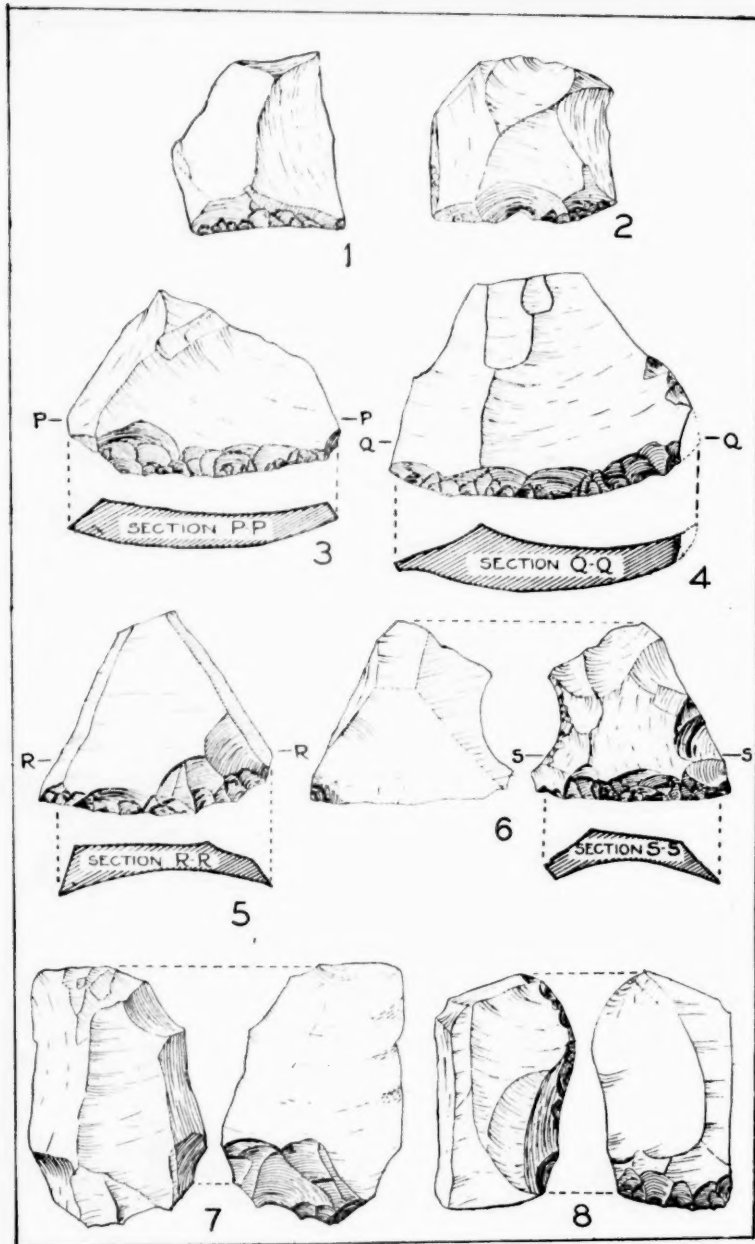 1
2
P
P
Q
Q
SECTION P-P
3
SECTION Q-Q
4
R
R
S
S
6
SECTION R-R
SECTION S-S
5
7
8